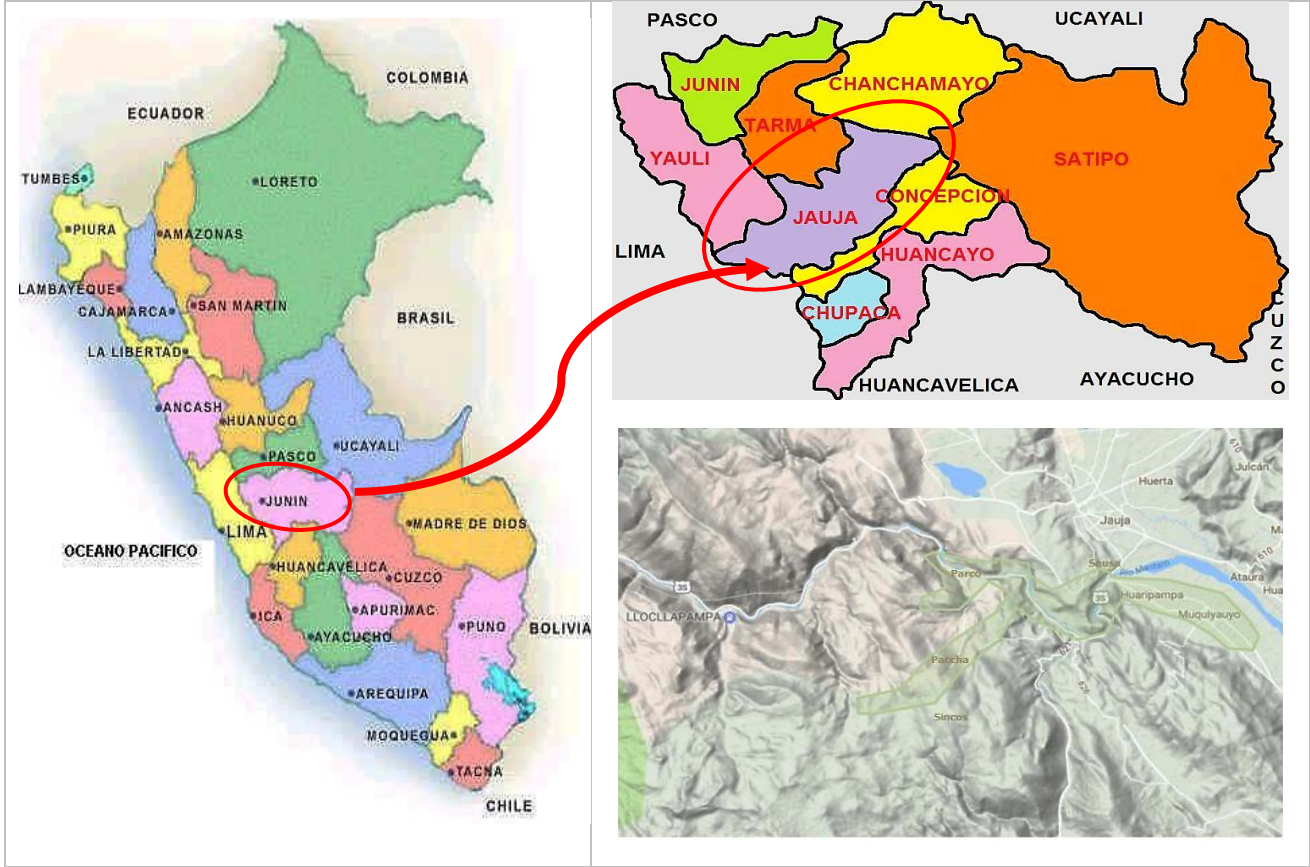 COLOMBIA
ECUADOR
TUMBES
LORETO
PIURA
AMAZONAS
LAMBAYEQUE
SAN MARTIN
CAJAMARCA
BRASIL
LA LIBERTAD
ANCASH
HUANUCO
UCAYALI
PASCO
JUNIN
LIMA
MADRE DE DIOS
OCEANO PACIFICO
HUANCAVELICA
CUZCO
ICA
APURIMAC
AYACUCHO
PUNO
BOLIVIA
AREQUIPA
MOQUEGUA
TACNA
CHILE
PASCO
UCAYALI
JUNIN
CHANCHAMAYO
TARMA
YAULI
SATIPO
CONCEPCION
JAUJA
LIMA
HUANCAYO
CHUPACA
CUZCO
HUANCAVELICA
AYACUCHO
610
Julcán
Huerta
Jauja
610
Sausa
Río Mantaro
Parco
Ataura
35
35
Huaripampa
Hua
LLOCLLAPAMPA
Muquiyauyo
Paccha
Sincos